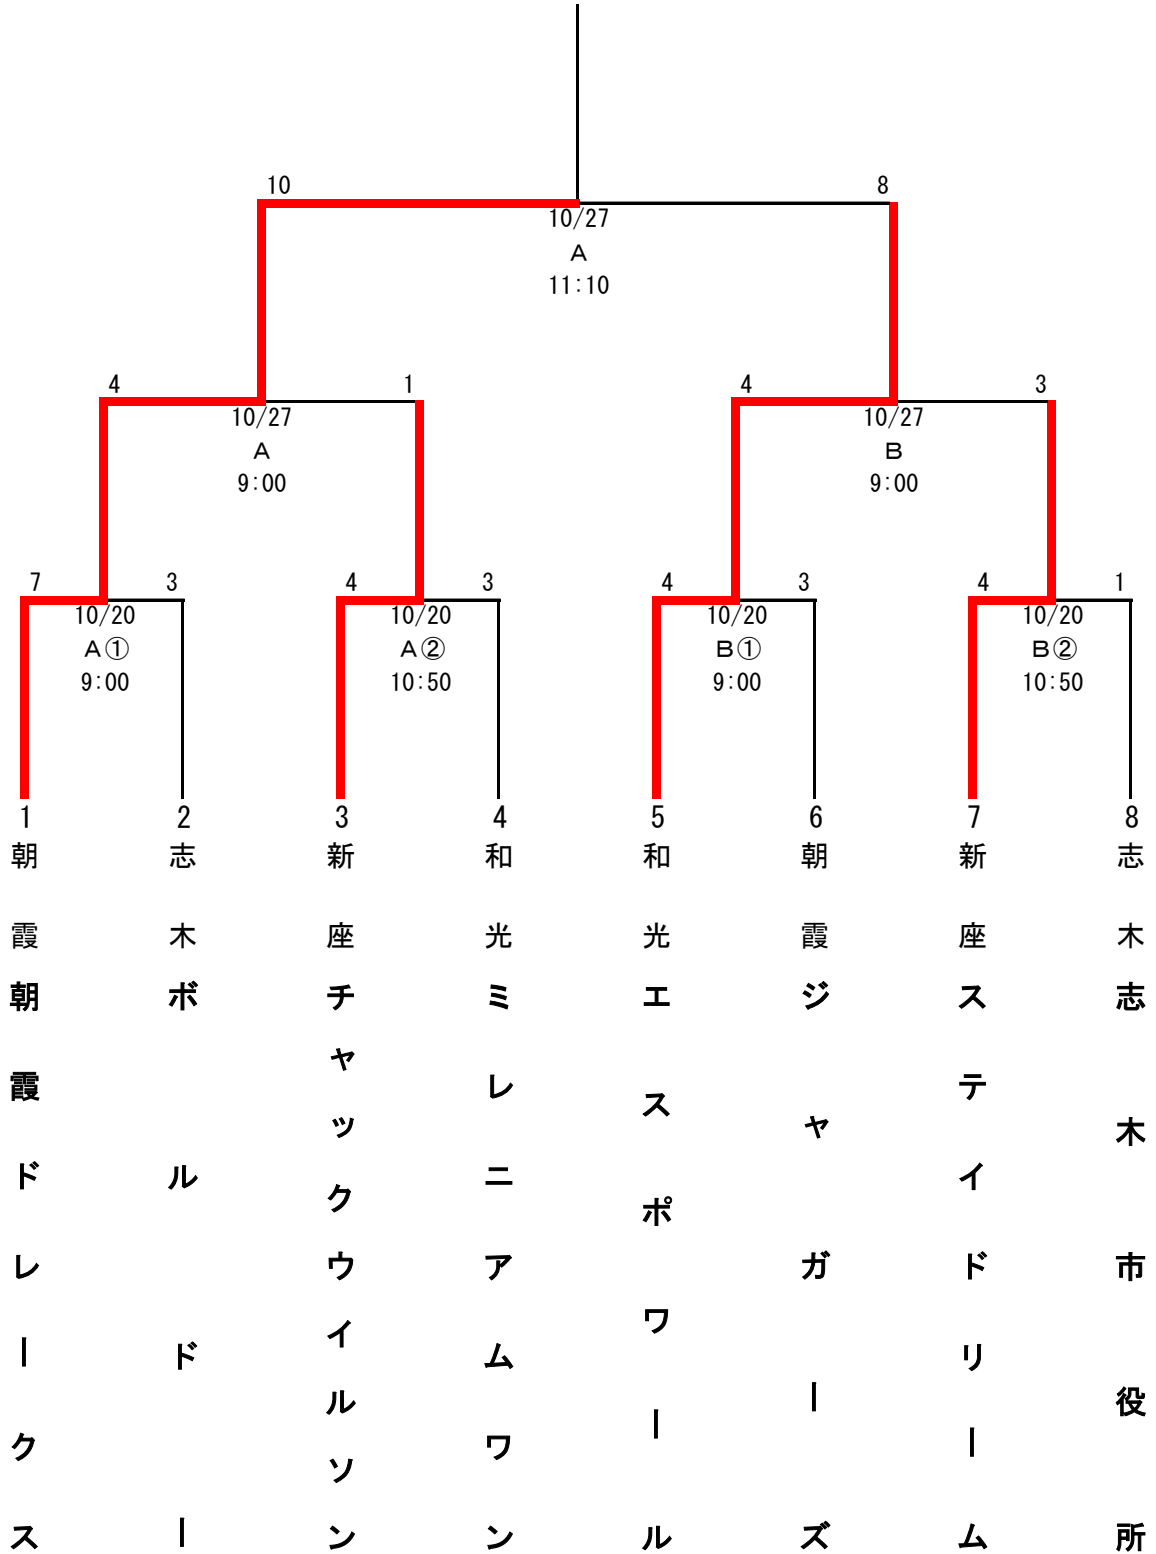 10 8
10/27
A
11:10
4 1 4 3
10/27 10/27
A B
9:00 9:00
7 3 4 3 4 3 4 1
10/20 10/20 10/20 10/20
A① A② B① B②
9:00 10:50 9:00 10:50
1 2 3 4 5 6 7 8
朝霞 志木 新座 和光 和光 朝霞 新座 志木
朝霞ドレークス
ボルドー
チャックウイルソン
ミレニアムワン
エスポワール
ジャガーズ
ステイドリーム
志木市役所